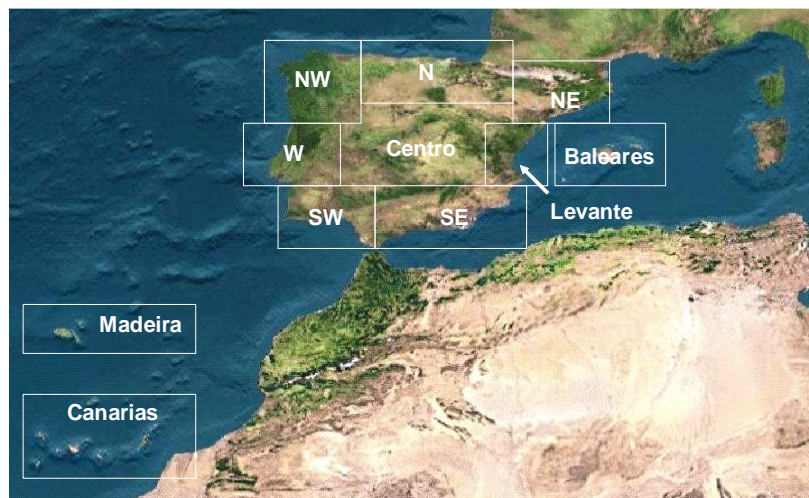 NW
N
NE
W
Centro
Baleares
SW
SE
Levante
Madeira
Canarias